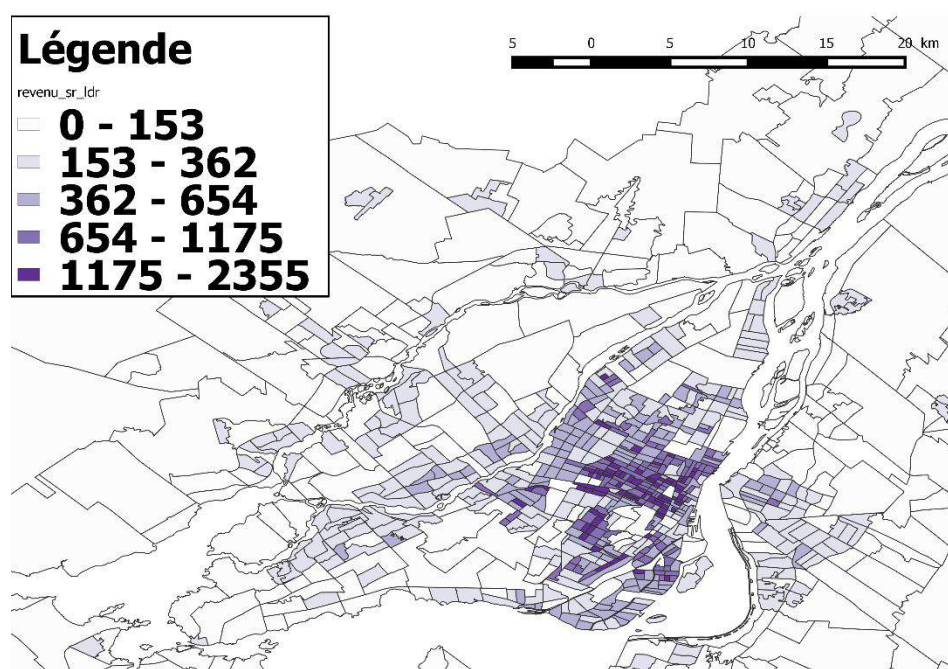 Légende
revenu_sr_ldr
0 - 153
153 - 362
362 - 654
654 - 1175
1175 - 2355
5 0 5 10 15 20 km